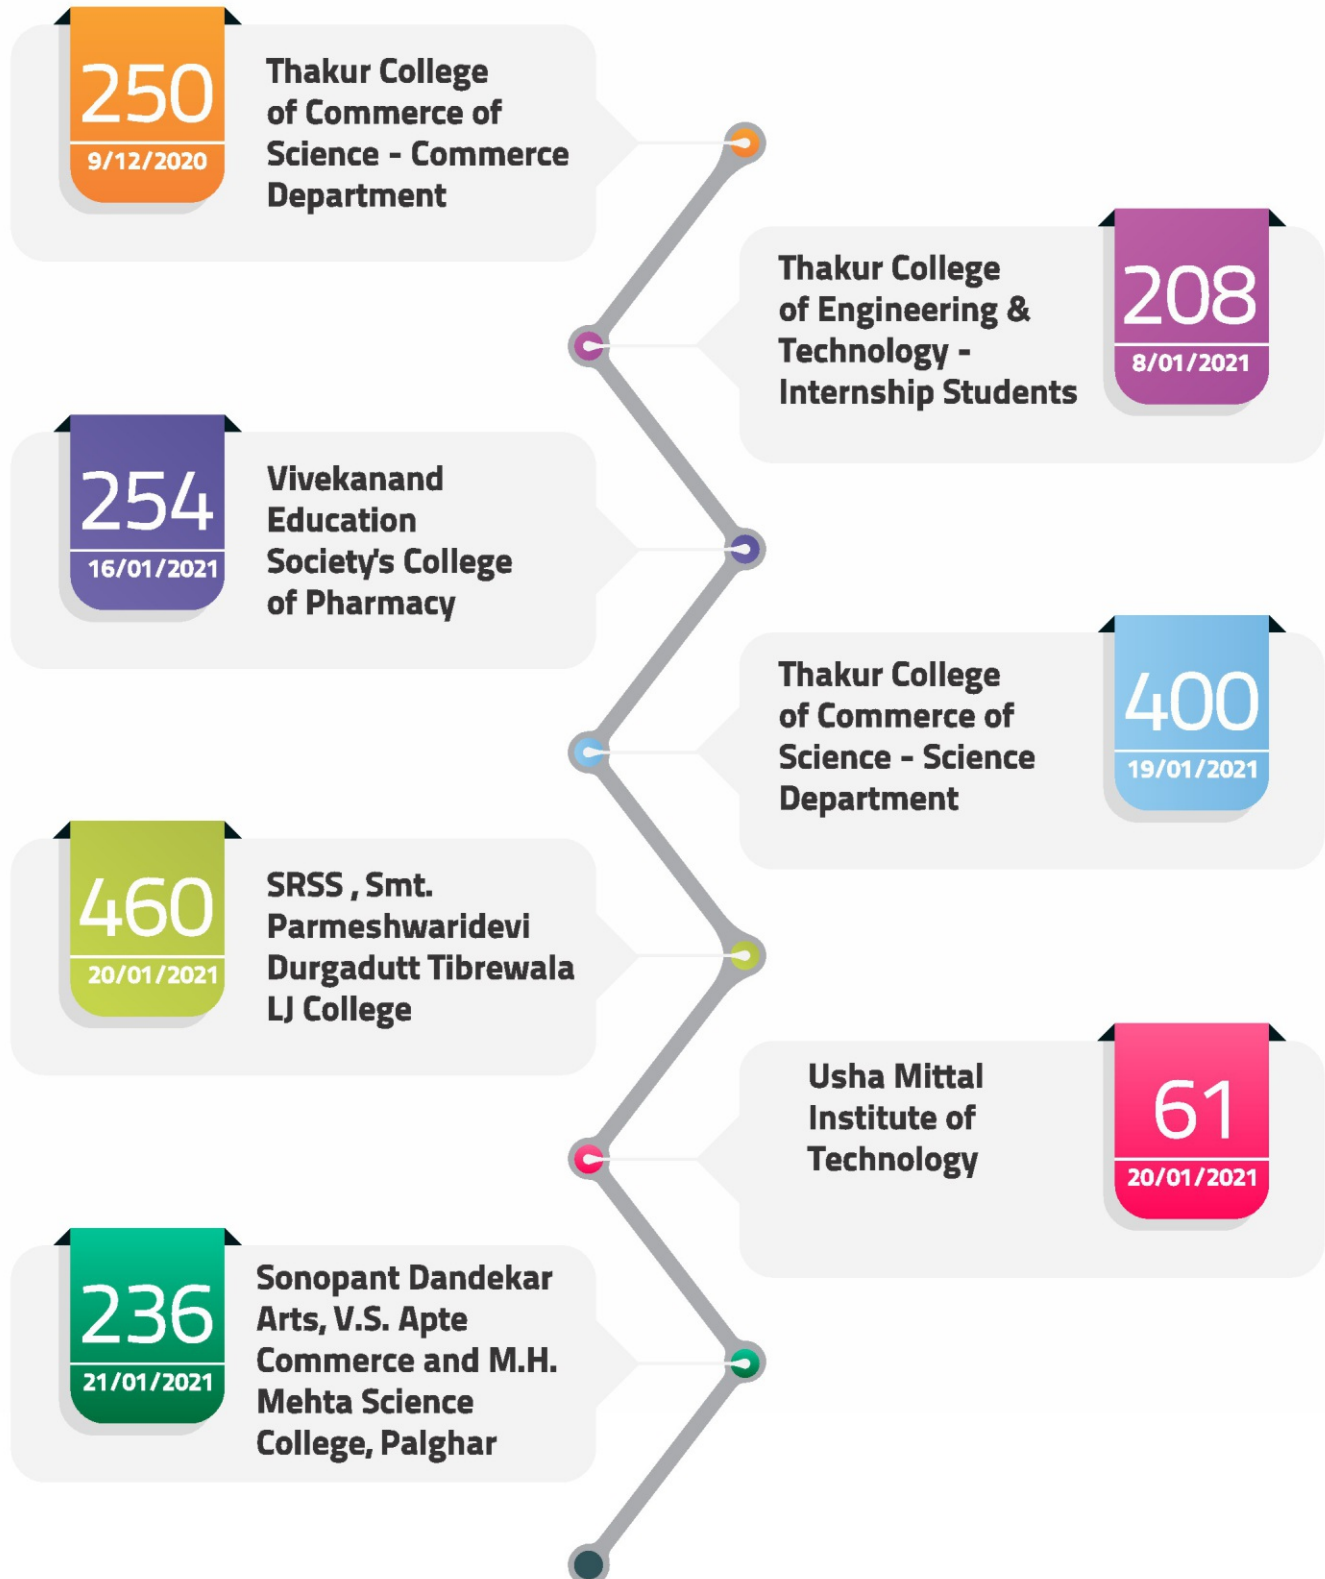 250
9/12/2020
Thakur College
of Commerce of
Science - Commerce
Department
Thakur College
of Engineering &
Technology -
Internship Students
208
8/01/2021
254
16/01/2021
Vivekanand
Education
Society's College
of Pharmacy
Thakur College
of Commerce of
Science - Science
Department
400
19/01/2021
460
20/01/2021
SRSS , Smt.
Parmeshwaridevi
Durgadutt Tibrewala
LJ College
Usha Mittal
Institute of
Technology
61
20/01/2021
236
21/01/2021
Sonopant Dandekar
Arts, V.S. Apte
Commerce and M.H.
Mehta Science
College, Palghar